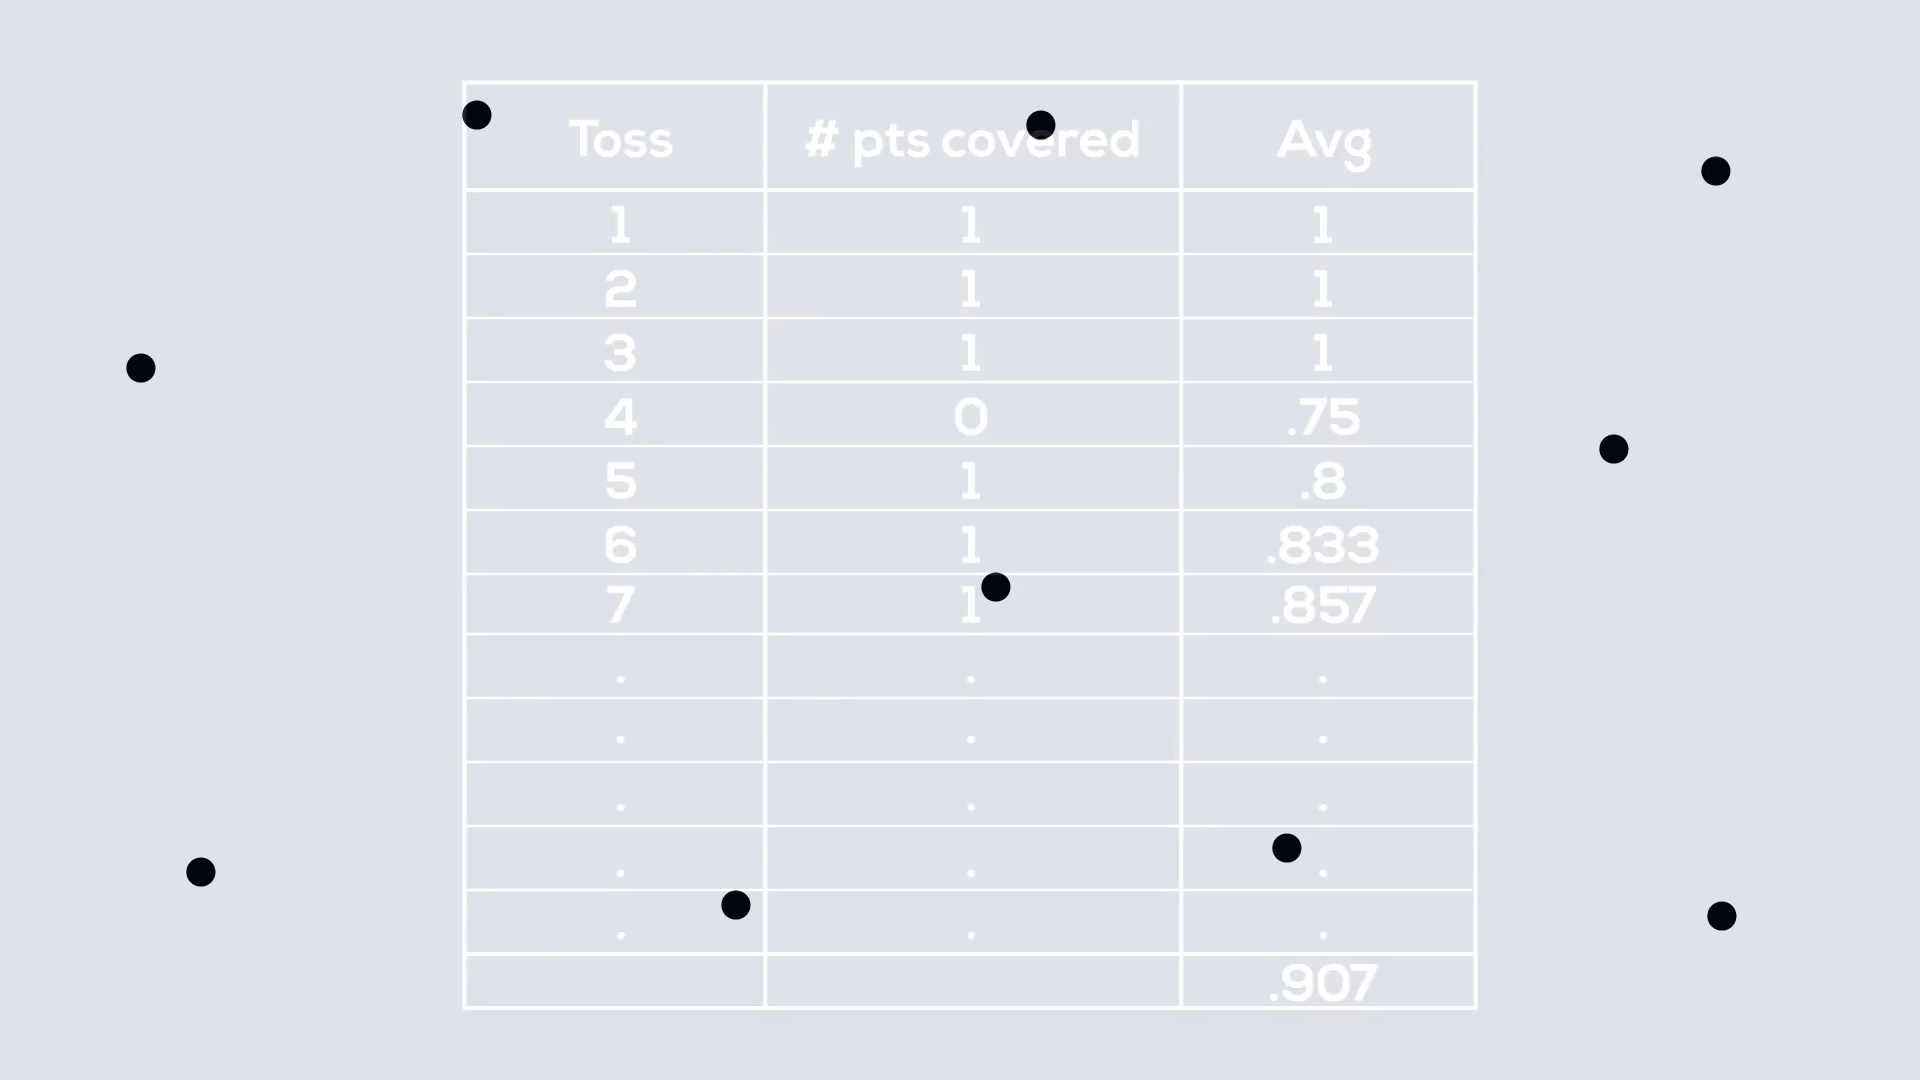 Toss # pts covered Avg
1 1 1
2 1 1
3 1 1
4 0 .75
5 1 .8
6 1 .833
7 1 .857
. . .
. . .
. . .
. . .
. . .
.907